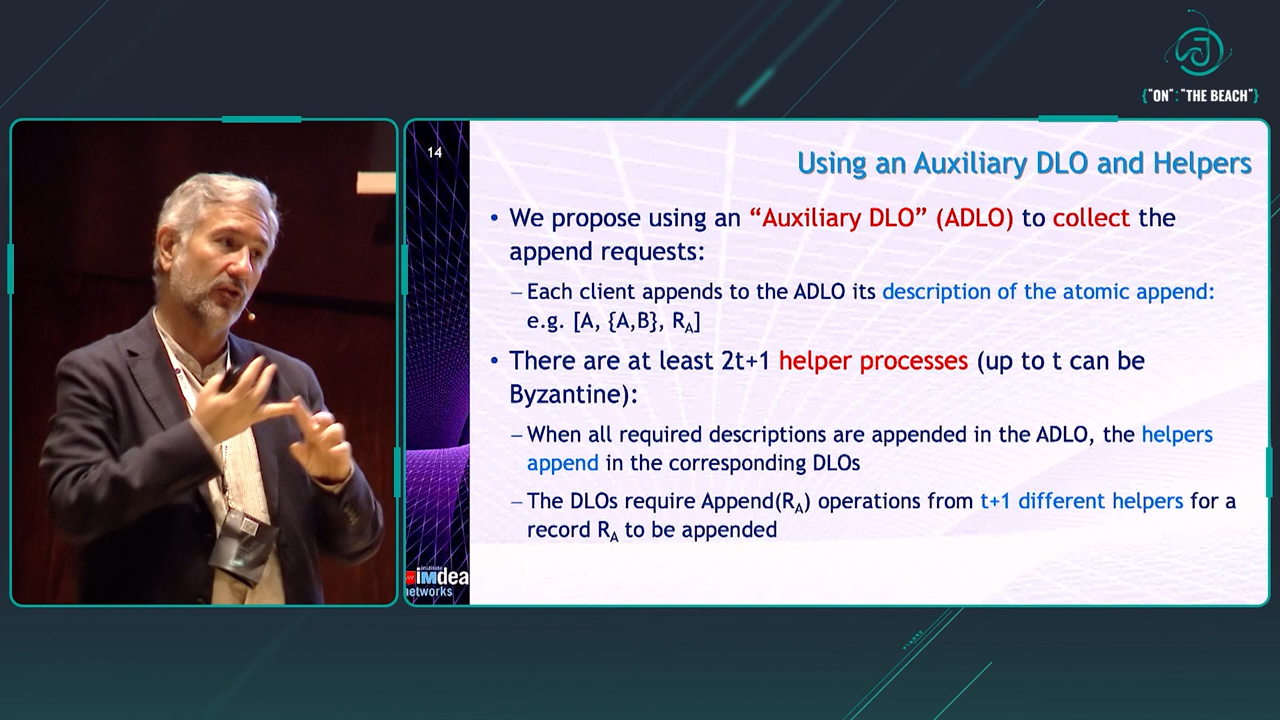 {"ON":"THE BEACH"}
14
Using an Auxiliary DLO and Helpers
• We propose using an “Auxiliary DLO” (ADLO) to collect the
append requests:
– Each client appends to the ADLO its description of the atomic append:
e.g. [A, {A,B}, RA]
• There are at least 2t+1 helper processes (up to t can be
Byzantine):
– When all required descriptions are appended in the ADLO, the helpers
append in the corresponding DLOs
– The DLOs require Append(RA) operations from t+1 different helpers for a
record RA to be appended
imdea
networks